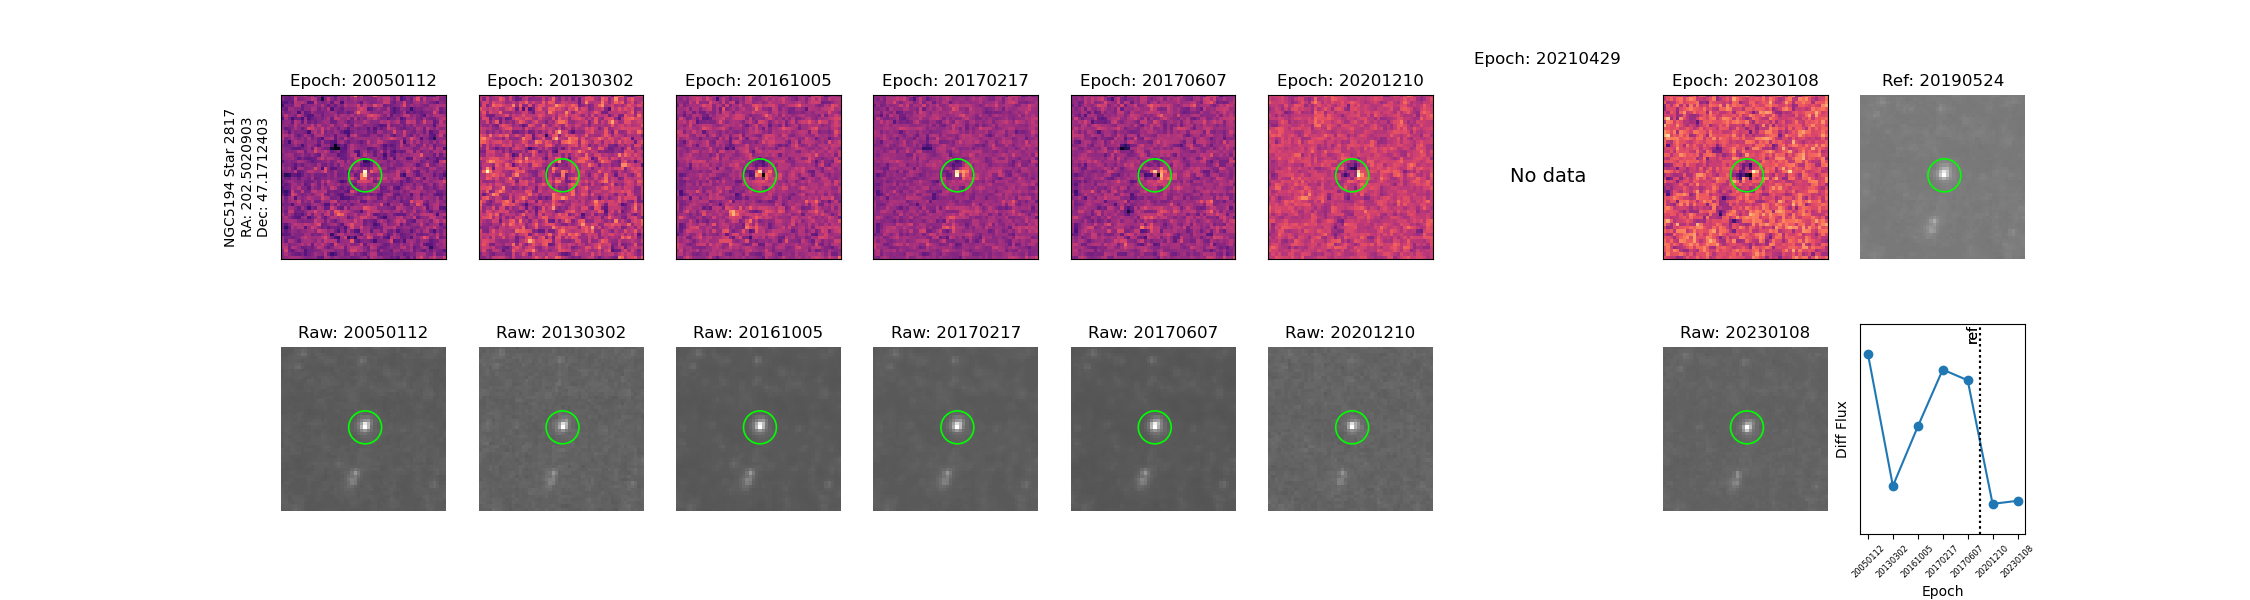 NGC5194 Star 2817
RA: 202.5020903
Dec: 47.1712403
Epoch: 20050112
Epoch: 20130302
Epoch: 20161005
Epoch: 20170217
Epoch: 20170607
Epoch: 20201210
Epoch: 20210429
No data
Epoch: 20230108
Ref: 20190524
Raw: 20050112
Raw: 20130302
Raw: 20161005
Raw: 20170217
Raw: 20170607
Raw: 20201210
Raw: 20230108
Diff Flux
ref
20050112
20130302
20161005
20170217
20170607
20201210
20230108
Epoch